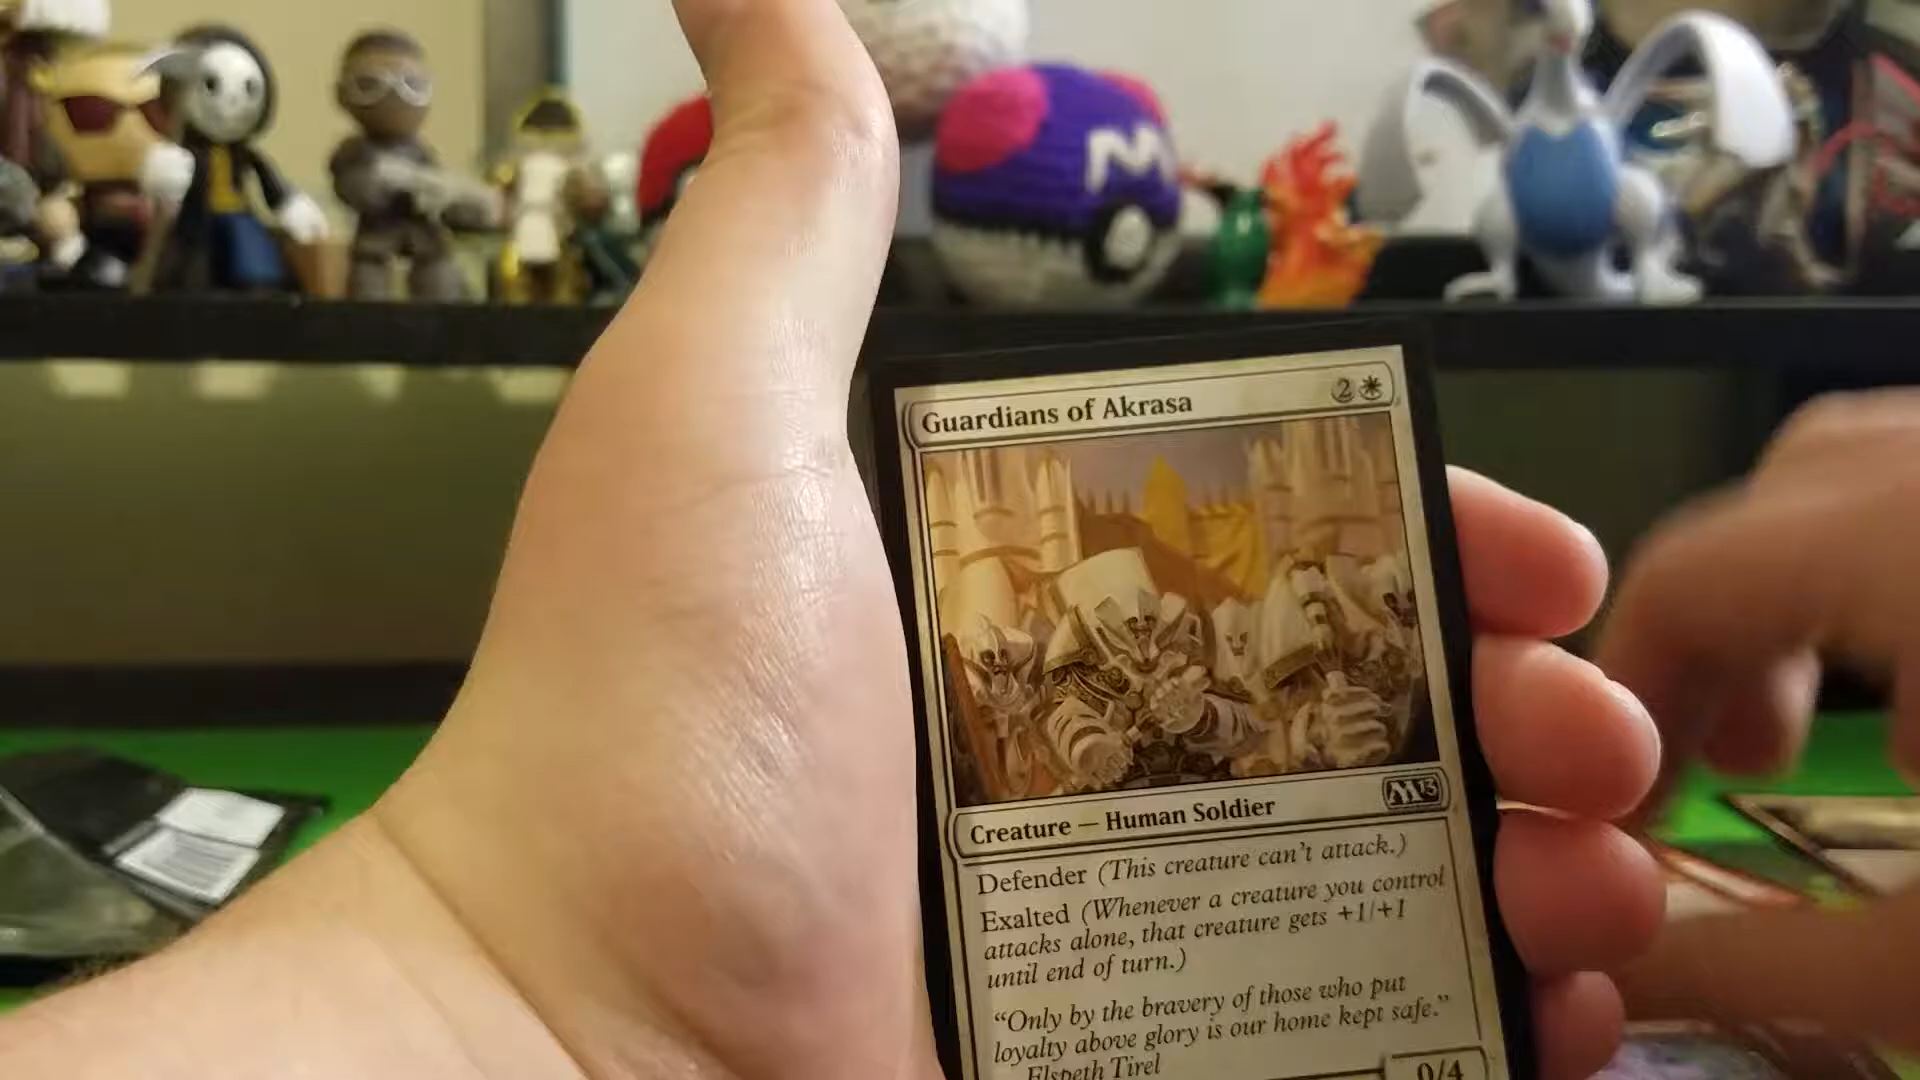 Guardians of Akrasa 2
M
Creature — Human Soldier M13
Defender (This creature can't attack.)
Exalted (Whenever a creature you control
attacks alone, that creature gets +1/+1
until end of turn.)
“Only by the bravery of those who put
loyalty above glory is our home kept safe.”
Elspeth Tirel
0/4